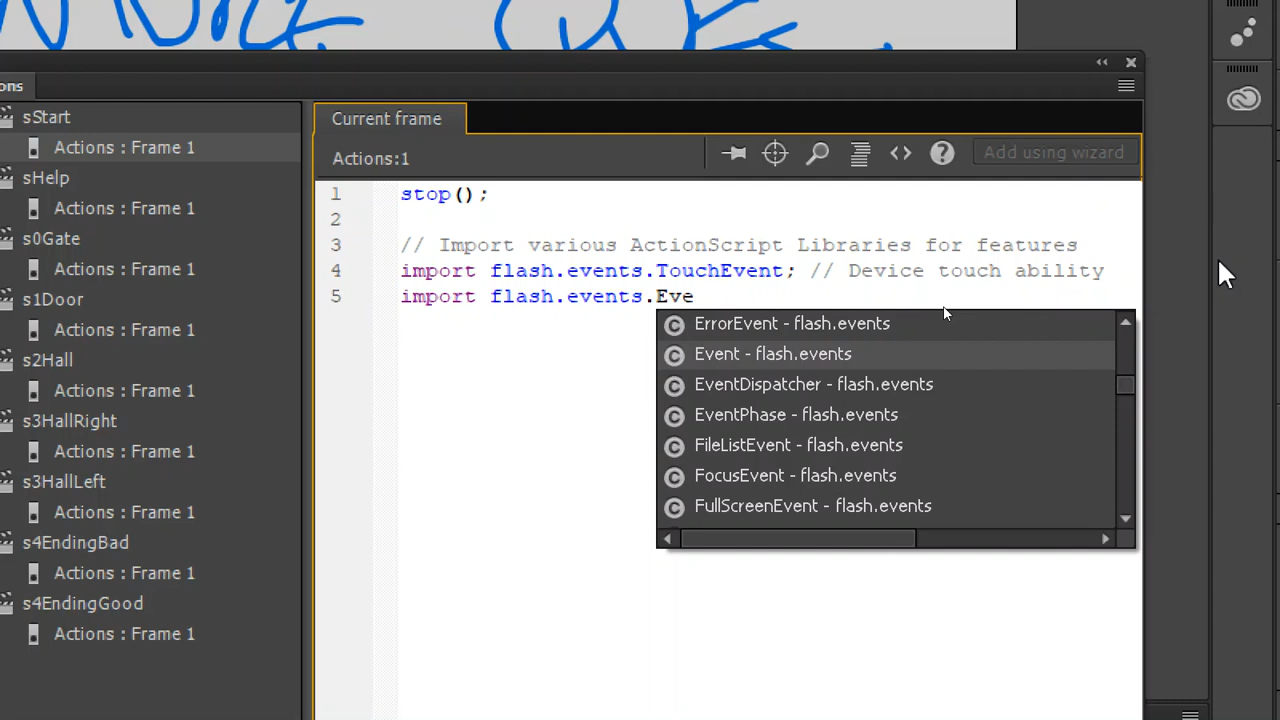 ons
sStart
Actions : Frame 1
sHelp
Actions : Frame 1
s0Gate
Actions : Frame 1
s1Door
Actions : Frame 1
s2Hall
Actions : Frame 1
s3HallRight
Actions : Frame 1
s3HallLeft
Actions : Frame 1
s4EndingBad
Actions : Frame 1
s4EndingGood
Actions : Frame 1
Current frame
Actions:1
Add using wizard
1 stop();
2
3 // Import various ActionScript Libraries for features
4 import flash.events.TouchEvent; // Device touch ability
5 import flash.events.Eve
ErrorEvent - flash.events
Event - flash.events
EventDispatcher - flash.events
EventPhase - flash.events
FileListEvent - flash.events
FocusEvent - flash.events
FullScreenEvent - flash.events